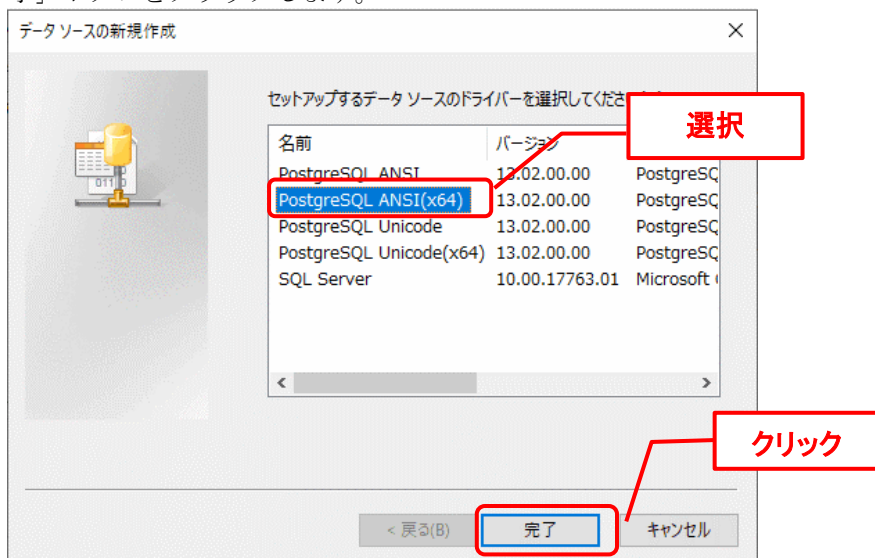 データ ソースの新規作成
セットアップするデータ ソースのドライバーを選択してくださ
選択
名前 バージョン
PostgreSQL ANSI 13.02.00.00 PostgreSQ
PostgreSQL ANSI(x64) 13.02.00.00 PostgreSQ
PostgreSQL Unicode 13.02.00.00 PostgreSQ
PostgreSQL Unicode(x64) 13.02.00.00 PostgreSQ
SQL Server 10.00.17763.01 Microsoft
クリック
< 戻る(B) 完了 キャンセル